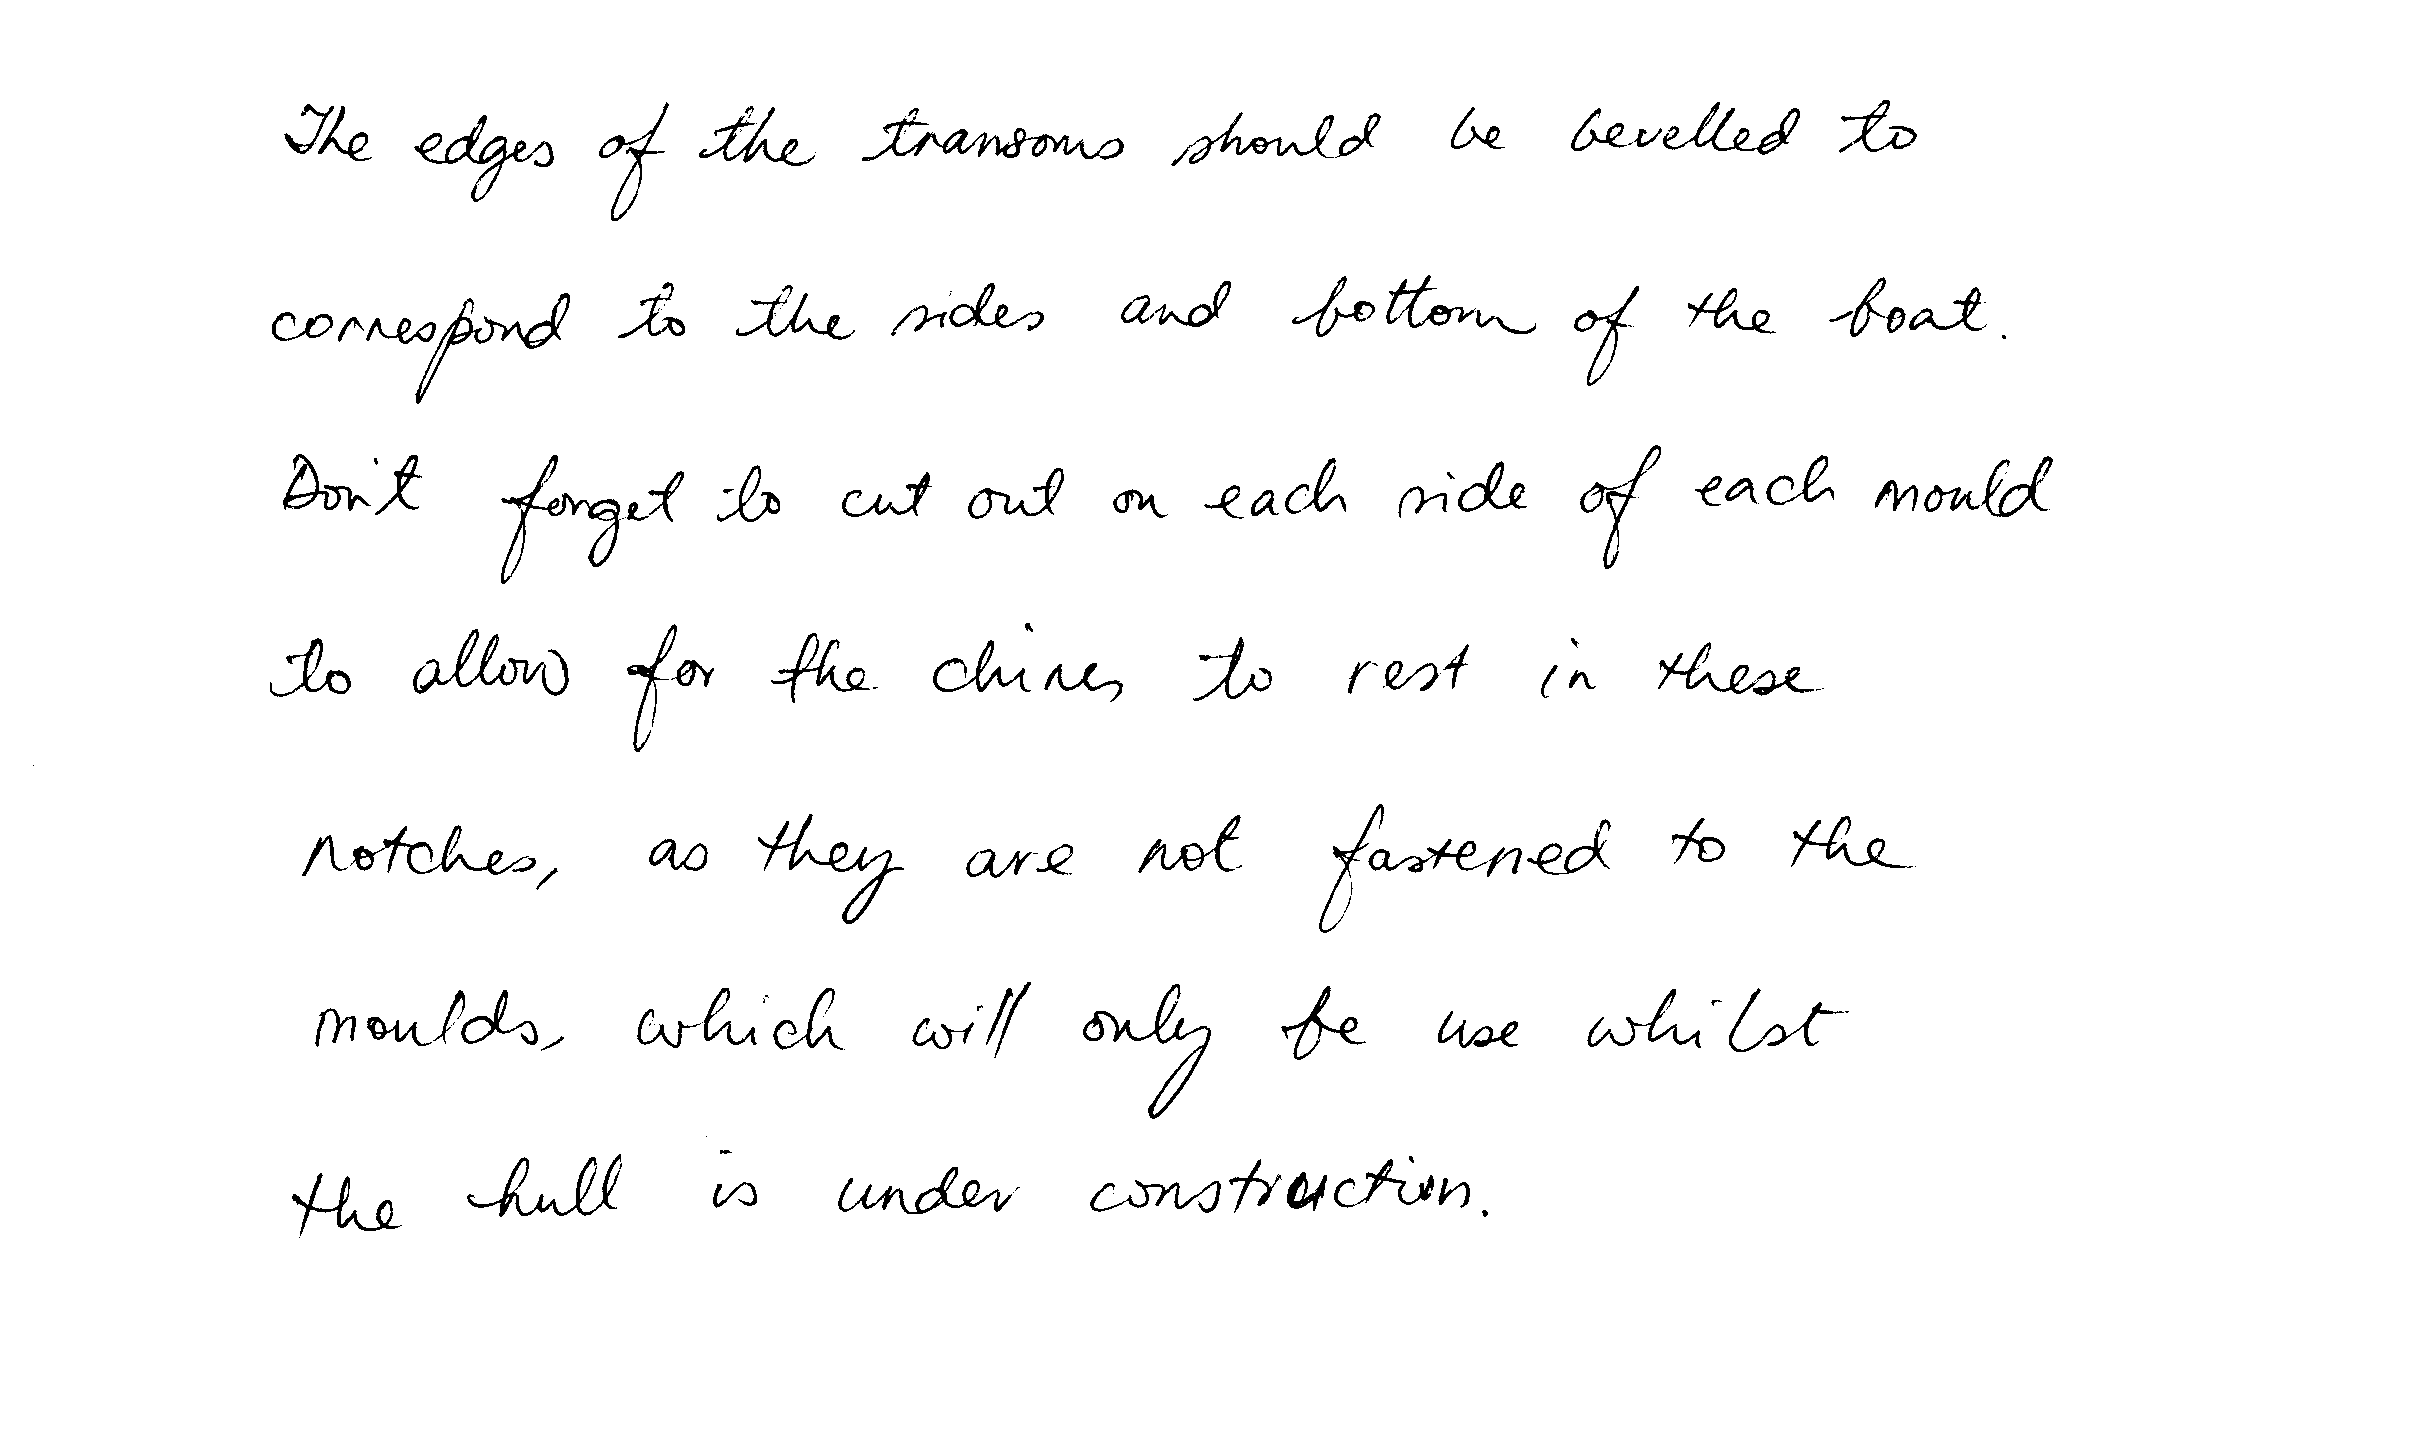 The edges of the transoms should be bevelled to
correspond to the sides and bottom of the boat.
Don't forget to cut out on each side of each mould
to allow for the chines to rest in these
notches, as they are not fastened to the
moulds, which will only be use whilst
the hull is under construction.